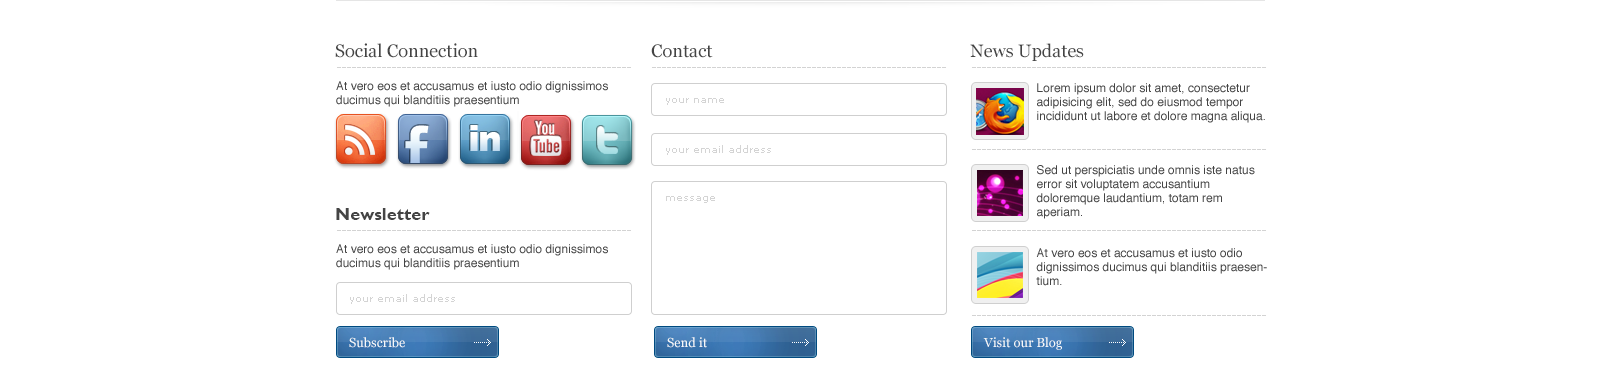 Social Connection
At vero eos et accusamus et iusto odio dignissimos
ducimus qui blanditiis praesentium
in
You
Tube
Newsletter
At vero eos et accusamus et iusto odio dignissimos
ducimus qui blanditiis praesentium
your email address
Subscribe
Contact
your name
your email address
message
Send it
News Updates
Lorem ipsum dolor sit amet, consectetur
adipisicing elit, sed do eiusmod tempor
incididunt ut labore et dolore magna aliqua.
Sed ut perspiciatis unde omnis iste natus
error sit voluptatem accusantium
doloremque laudantium, totam rem
aperiam.
At vero eos et accusamus et iusto odio
dignissimos ducimus qui blanditiis praesen-
tium.
Visit our Blog